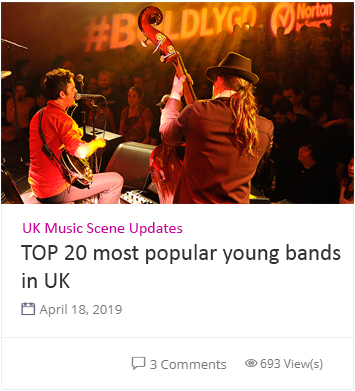 #BOLDLYGO
Norton
UK Music Scene Updates
TOP 20 most popular young bands
in UK
April 18, 2019
3 Comments
693 View(s)